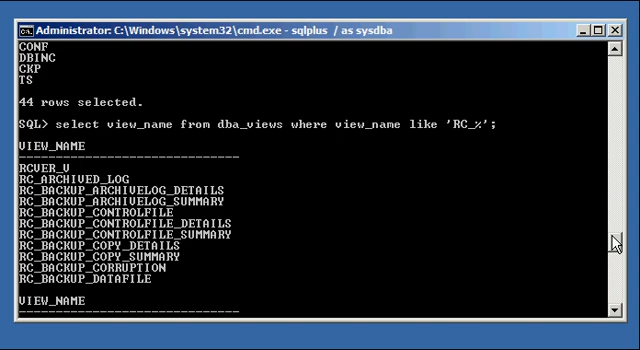 Administrator: C:\Windows\system32\cmd.exe - sqlplus / as sysdba
CONF
DBINC
CKP
TS
44 rows selected.
SQL> select view_name from dba_views where view_name like 'RC_%';
VIEW_NAME
------------------------------
RCVER_V
RC_ARCHIVED_LOG
RC_BACKUP_ARCHIVELOG_DETAILS
RC_BACKUP_ARCHIVELOG_SUMMARY
RC_BACKUP_CONTROLFILE
RC_BACKUP_CONTROLFILE_DETAILS
RC_BACKUP_CONTROLFILE_SUMMARY
RC_BACKUP_COPY_DETAILS
RC_BACKUP_COPY_SUMMARY
RC_BACKUP_CORRUPTION
RC_BACKUP_DATAFILE
VIEW_NAME
------------------------------